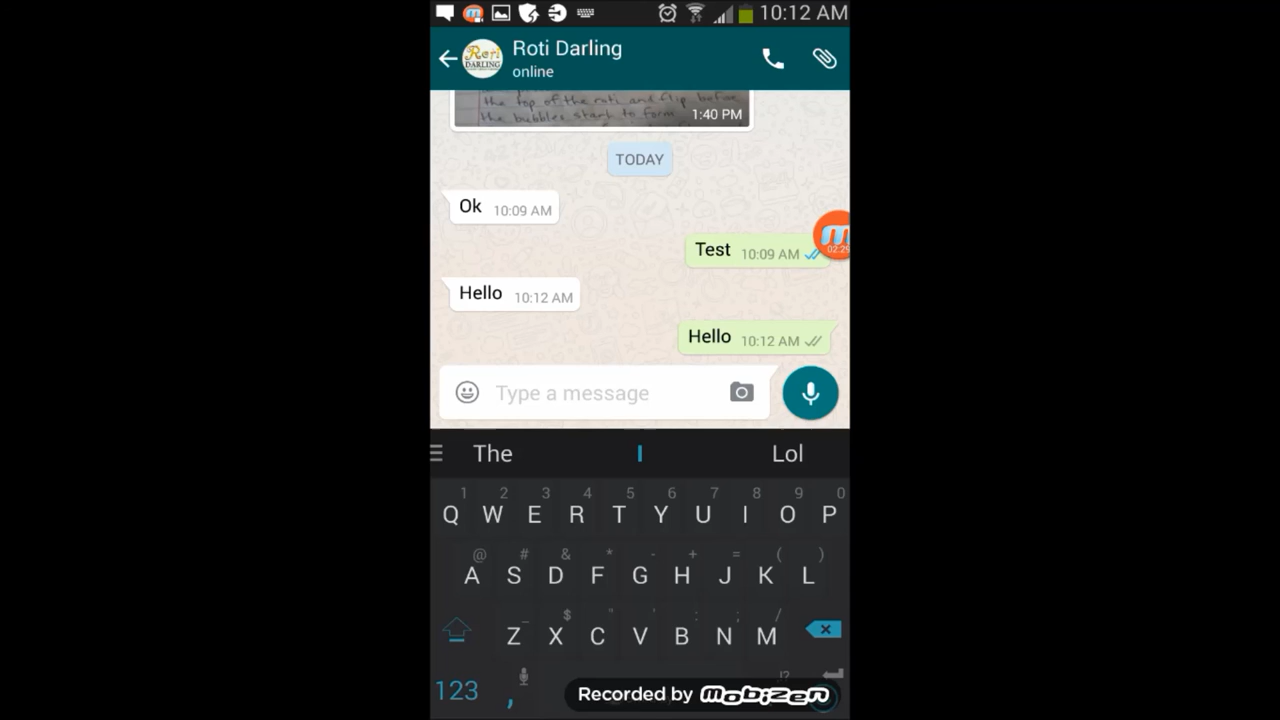 10:12 AM
Roti
DARLING
Roti Darling
online
the top of the roti and flip before
the bubbles start to form
1:40 PM
TODAY
Ok 10:09 AM
Test 10:09 AM
Hello 10:12 AM
Hello 10:12 AM
Type a message
The I Lol
1 2 3 4 5 6 7 8 9 0
Q W E R T Y U I O P
@ # & * - + = ( )
A S D F G H J K L
_ $ " ' : ; /
Z X C V B N M
123 , !?
Recorded by mobizen